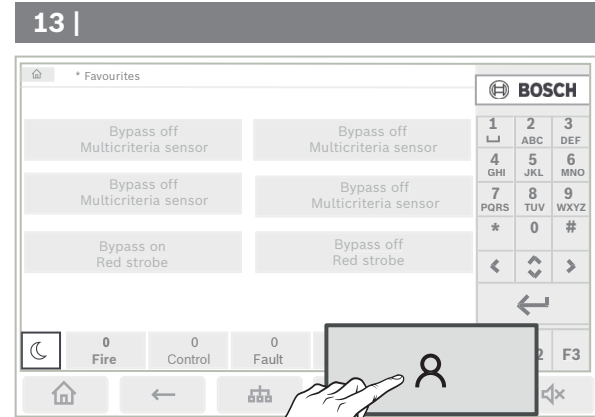 13 |
* Favourites
BOSCH
Bypass off
Multicriteria sensor
Bypass off
Multicriteria sensor
Bypass off
Multicriteria sensor
Bypass off
Multicriteria sensor
Bypass on
Red strobe
Bypass off
Red strobe
1 2 3
ABC DEF
4 5 6
GHI JKL MNO
7 8 9
PQRS TUV WXYZ
* 0 #
0 0 0
Fire Control Fault
2 F3